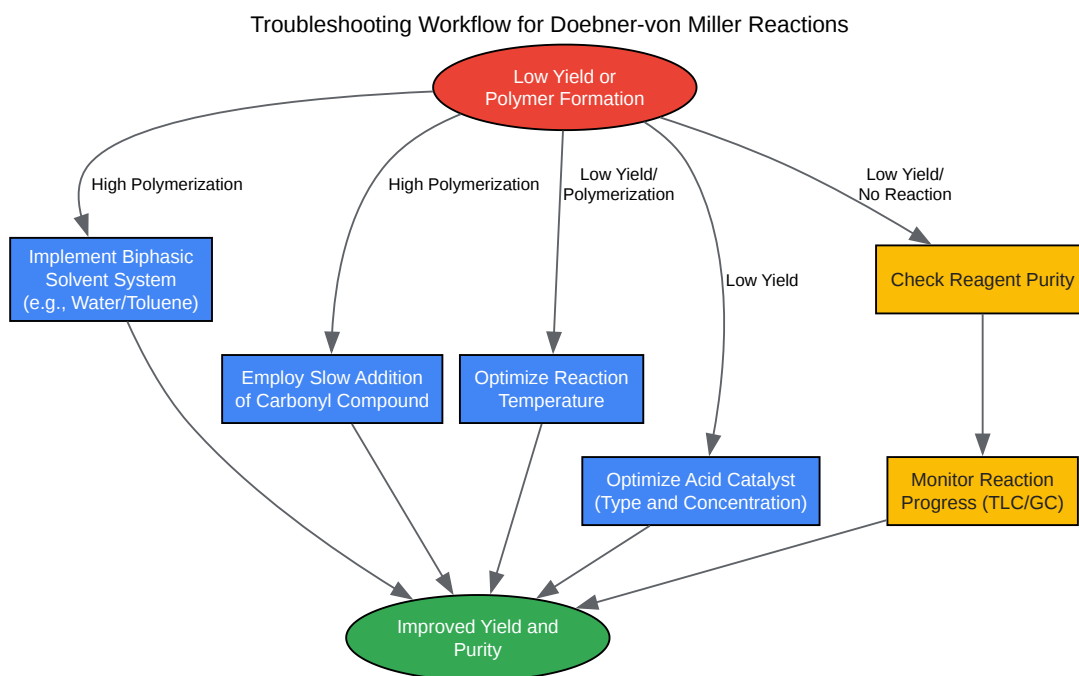 Troubleshooting Workflow for Doebner-von Miller Reactions
Low Yield or
Polymer Formation
High Polymerization
High Polymerization
Low Yield/
Polymerization
Low Yield
Low Yield/
No Reaction
Implement Biphasic
Solvent System
(e.g., Water/Toluene)
Check Reagent Purity
Employ Slow Addition
of Carbonyl Compound
Optimize Reaction
Temperature
Optimize Acid Catalyst
(Type and Concentration)
Monitor Reaction
Progress (TLC/GC)
Improved Yield and
Purity